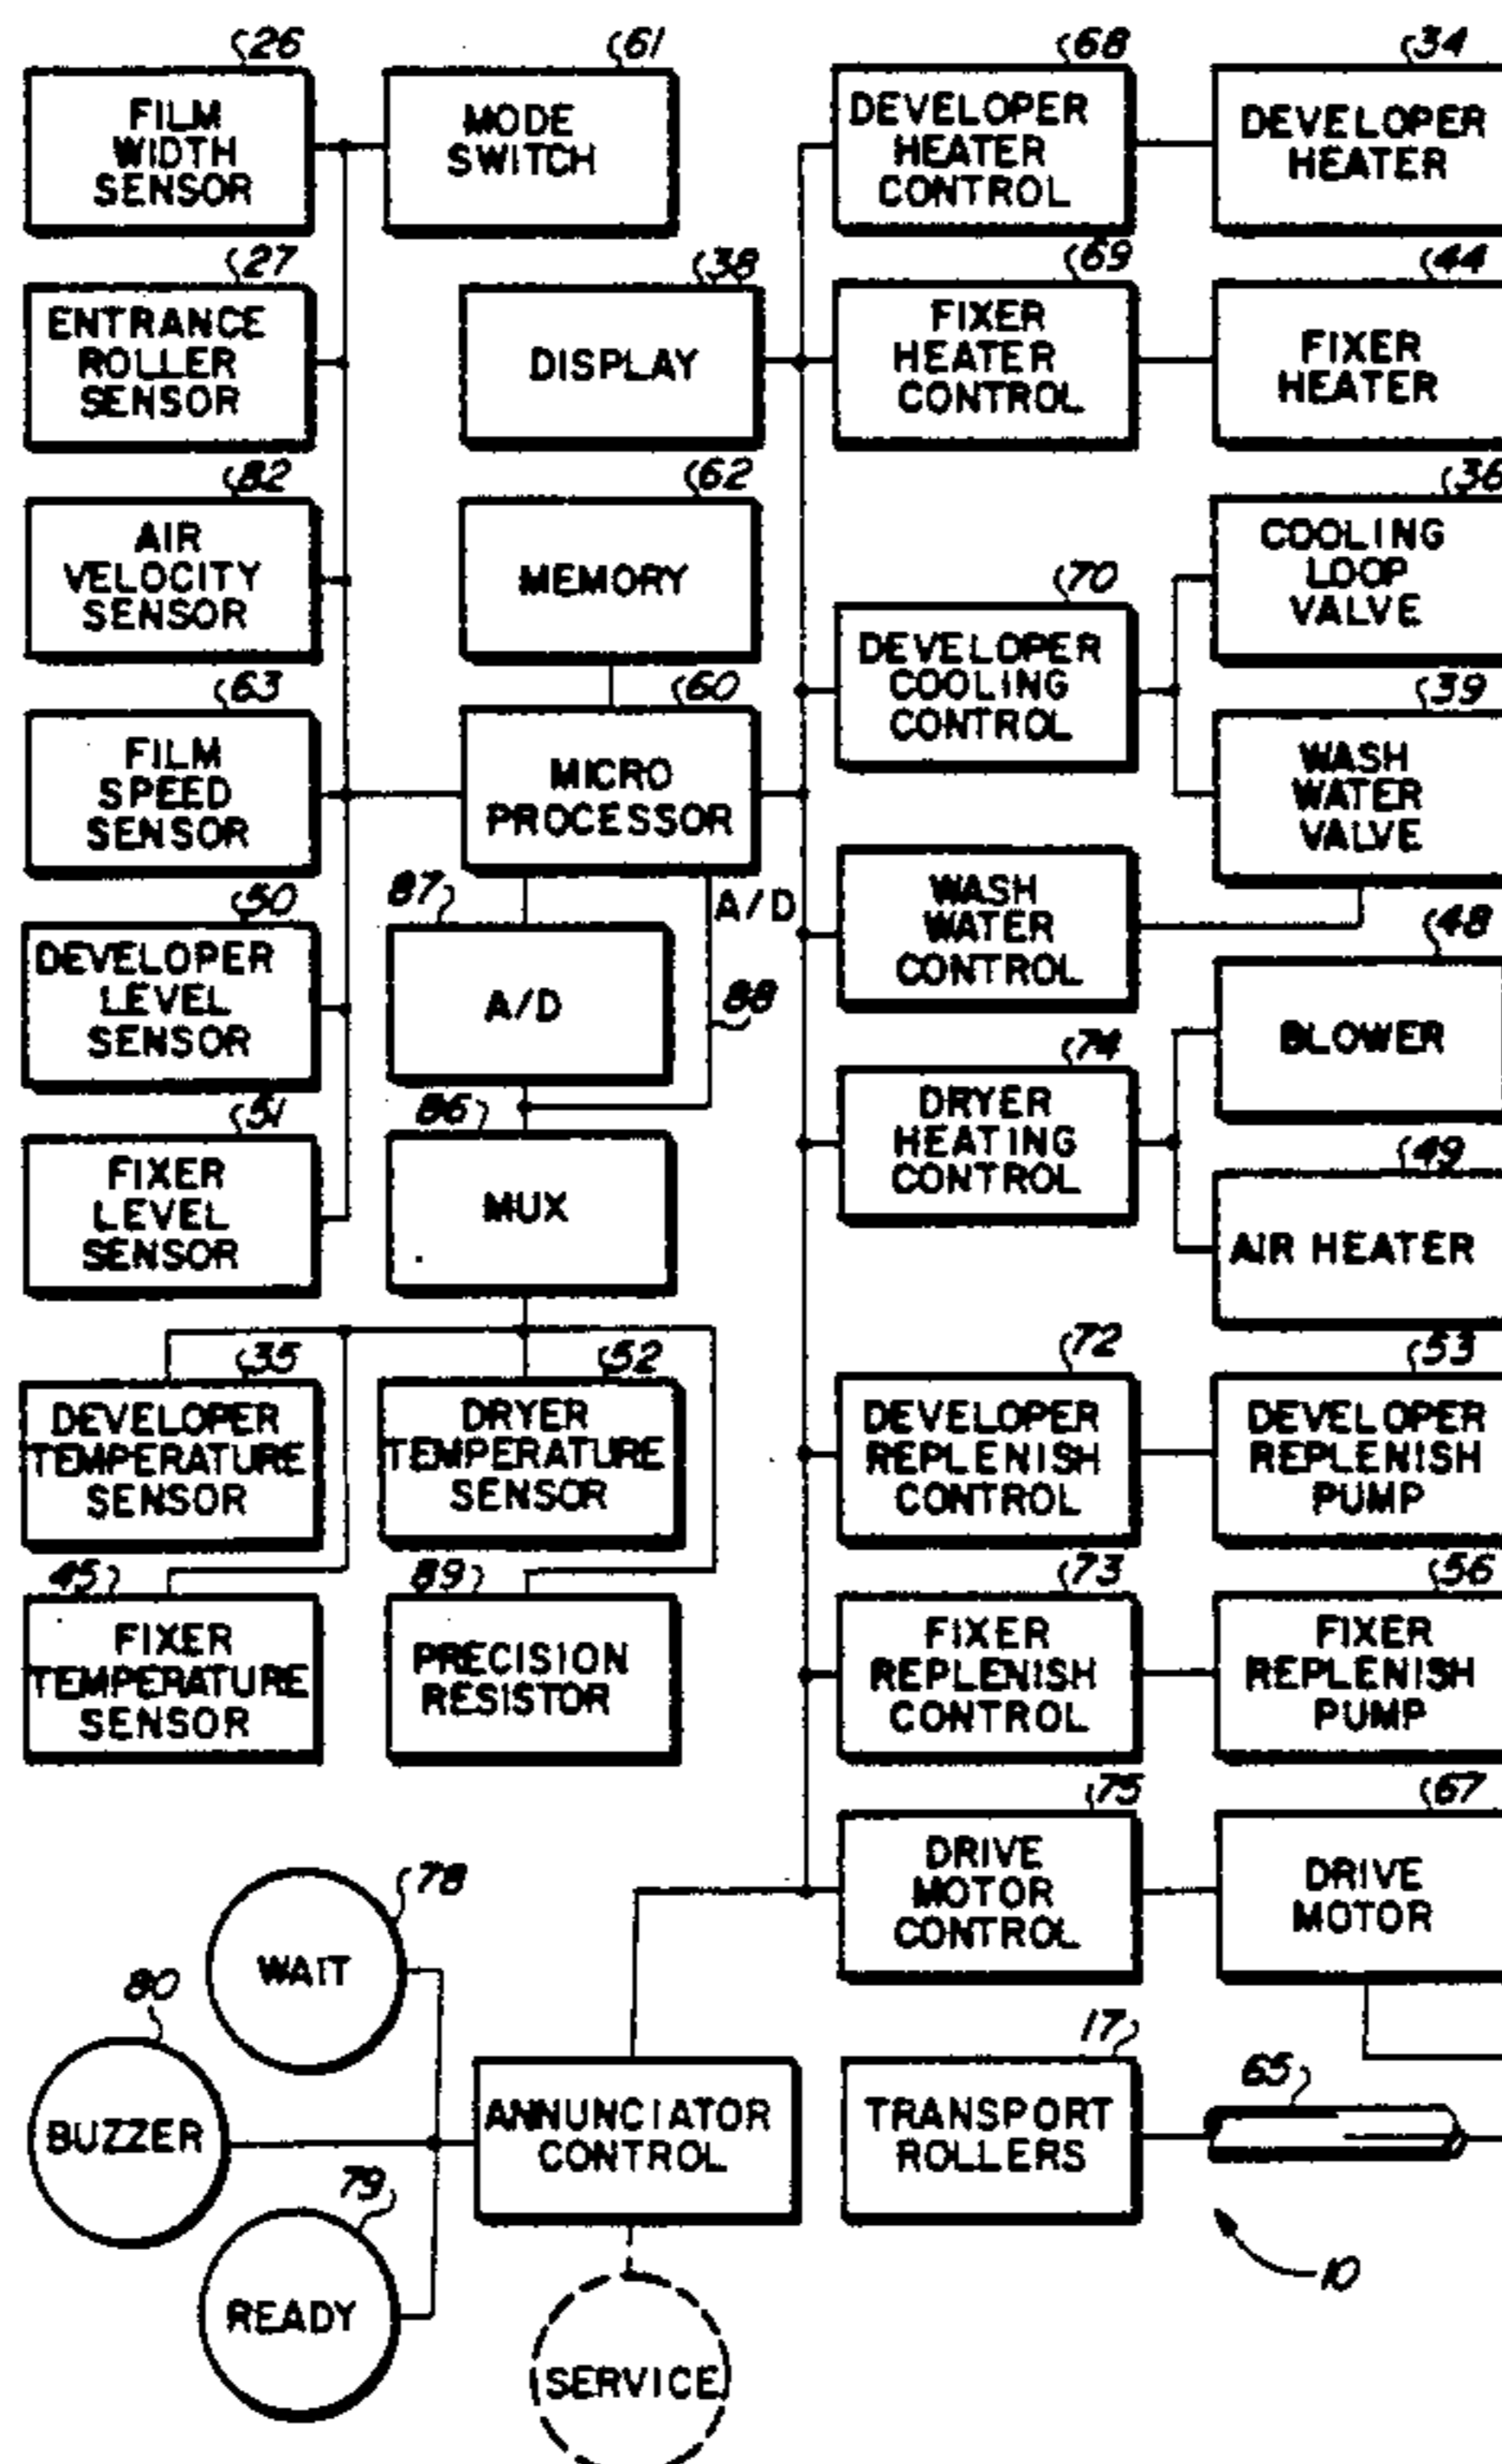 26
FILM
WIDTH
SENSOR
61
MODE
SWITCH
68
DEVELOPER
HEATER
CONTROL
34
DEVELOPER
HEATER
27
ENTRANCE
ROLLER
SENSOR
38
DISPLAY
69
FIXER
HEATER
CONTROL
44
FIXER
HEATER
82
AIR
VELOCITY
SENSOR
62
MEMORY
70
DEVELOPER
COOLING
CONTROL
36
COOLING
LOOP
VALVE
63
FILM
SPEED
SENSOR
60
MICRO
PROCESSOR
39
WASH
WATER
VALVE
50
DEVELOPER
LEVEL
SENSOR
87
A/D
A/D
88
WASH
WATER
CONTROL
48
BLOWER
51
FIXER
LEVEL
SENSOR
86
MUX
74
DRYER
HEATING
CONTROL
49
AIR HEATER
35
DEVELOPER
TEMPERATURE
SENSOR
52
DRYER
TEMPERATURE
SENSOR
72
DEVELOPER
REPLENISH
CONTROL
53
DEVELOPER
REPLENISH
PUMP
45
FIXER
TEMPERATURE
SENSOR
89
PRECISION
RESISTOR
73
FIXER
REPLENISH
CONTROL
56
FIXER
REPLENISH
PUMP
75
DRIVE
MOTOR
CONTROL
67
DRIVE
MOTOR
78
WAIT
80
BUZZER
79
READY
ANNUNCIATOR
CONTROL
SERVICE
17
TRANSPORT
ROLLERS
65
10